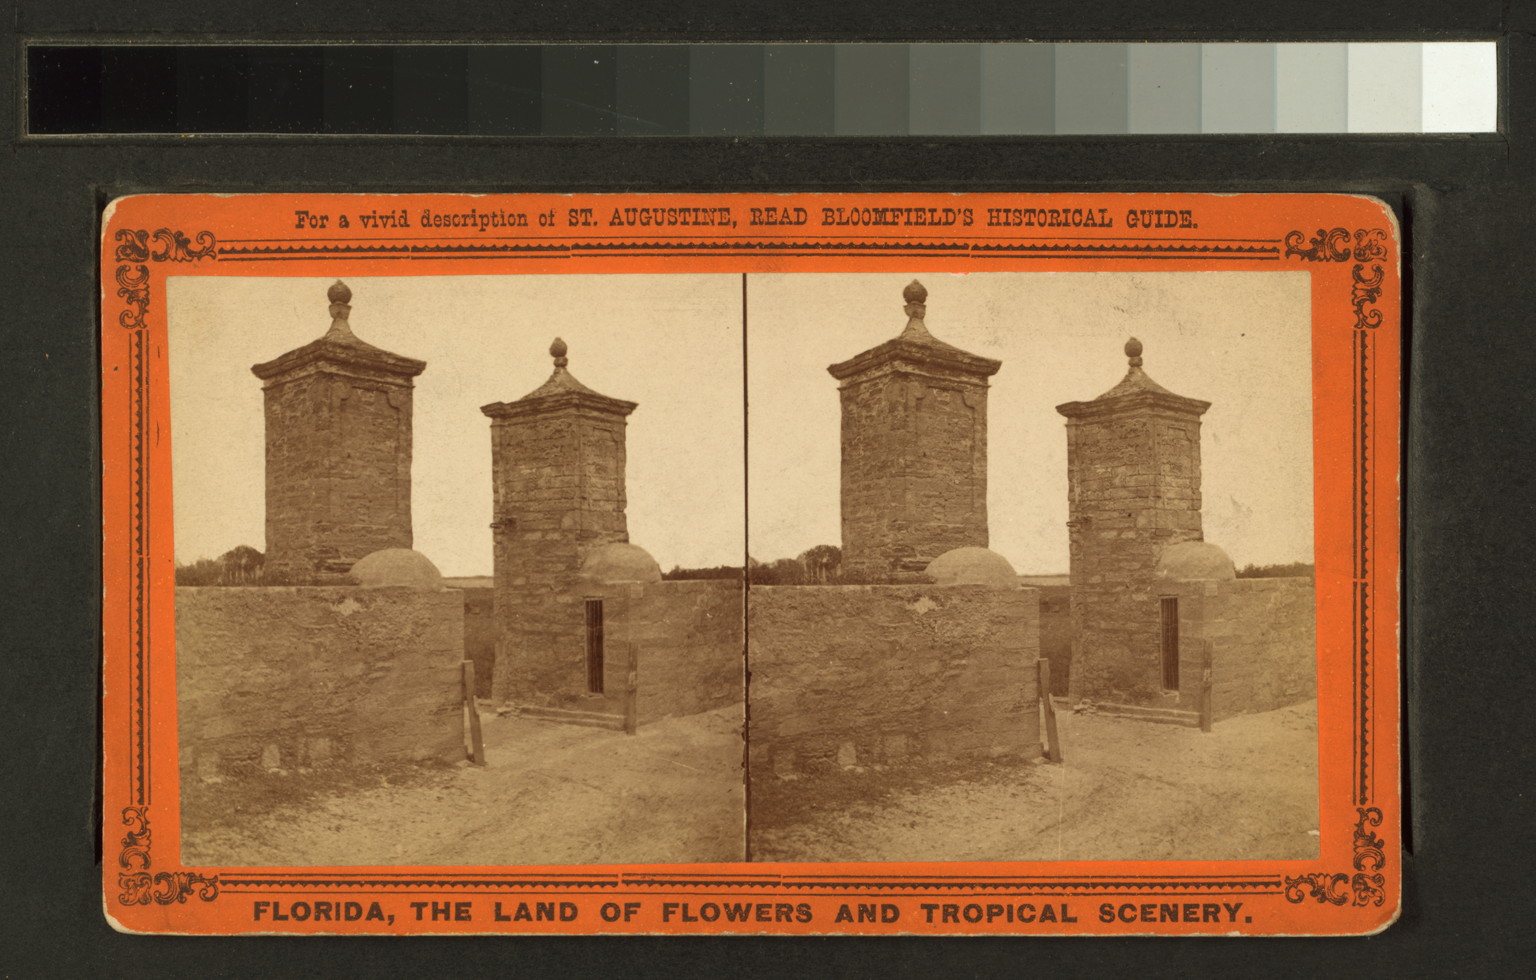 For a vivid description of ST. AUGUSTINE, READ BLOOMFIELD'S HISTORICAL GUIDE.
FLORIDA, THE LAND OF FLOWERS AND TROPICAL SCENERY.